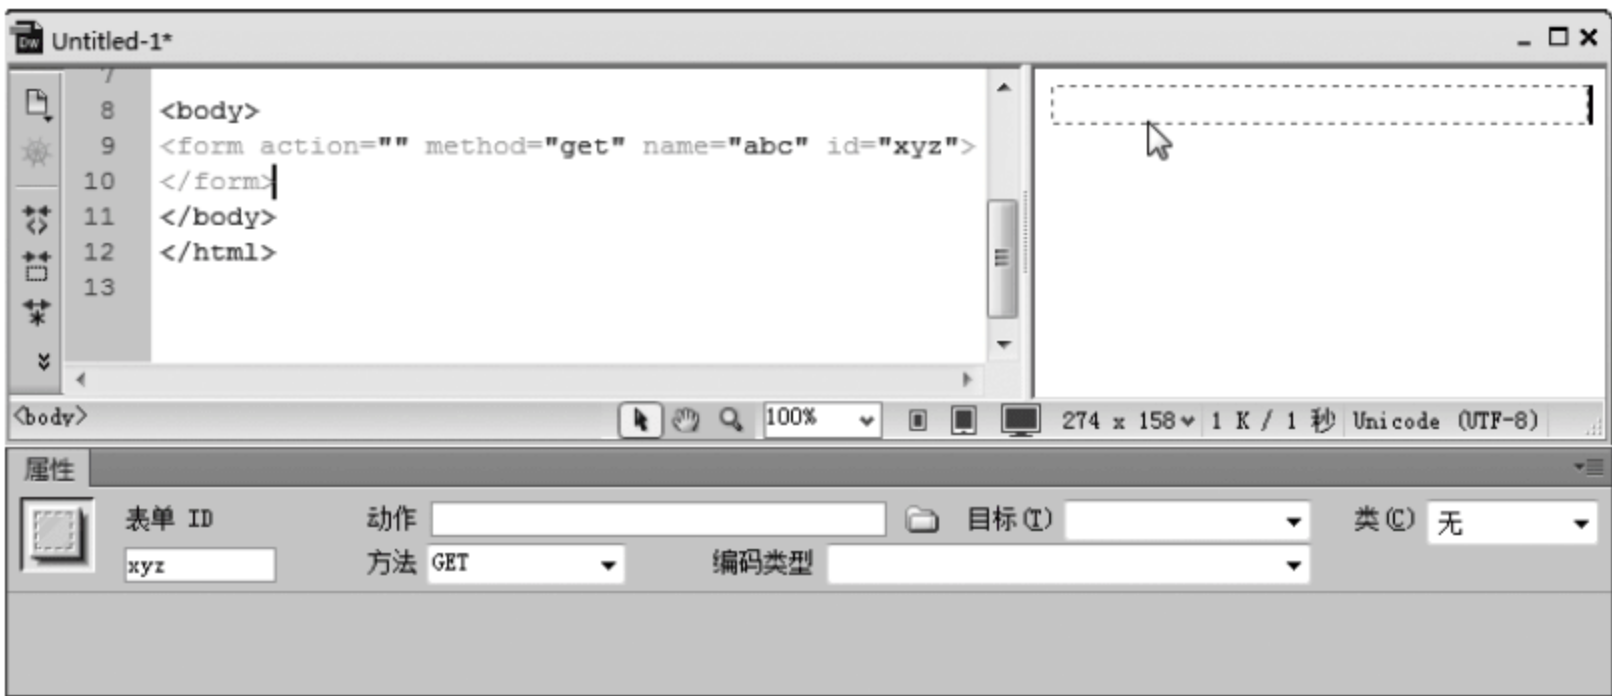 Dw Untitled-1*
7
8 <body>
9 <form action="" method="get" name="abc" id="xyz">
10 </form>
11 </body>
12 </html>
13
<body> 100% 274 x 158 1 K / 1 秒 Unicode (UTF-8)
属性
表单 ID 动作 目标(T) 类(C) 无
xyz 方法 GET 编码类型